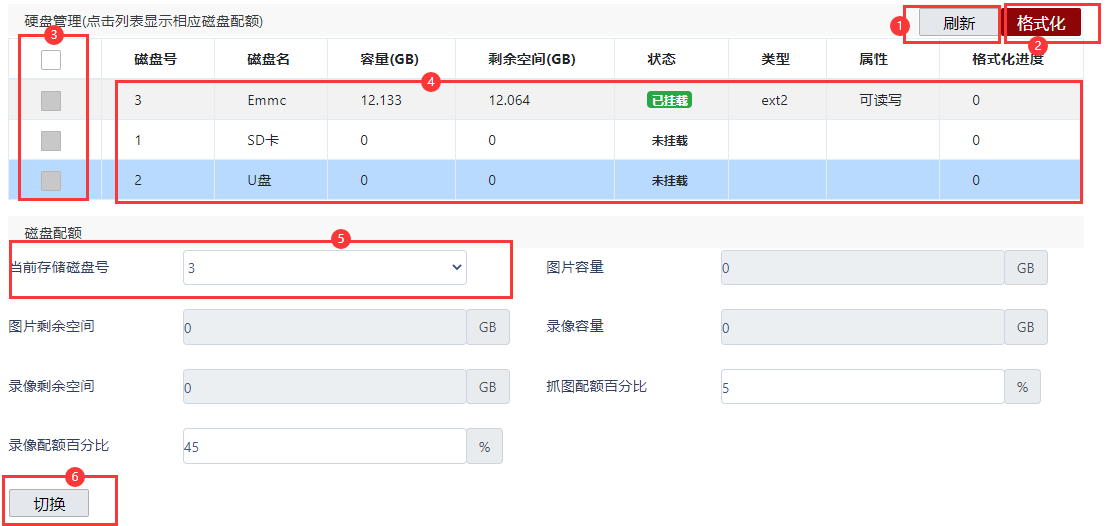 硬盘管理(点击列表显示相应磁盘配额)
1 刷新 格式化
3 2
磁盘号 磁盘名 容量(GB) 剩余空间(GB) 状态 类型 属性 格式化进度
4
3 Emmc 12.133 12.064 已挂载 ext2 可读写 0
1 SD卡 0 0 未挂载 0
2 U盘 0 0 未挂载 0
磁盘配额
5
当前存储磁盘号 3 图片容量 0 GB
图片剩余空间 0 GB 录像容量 0 GB
录像剩余空间 0 GB 抓图配额百分比 5 %
录像配额百分比 45 %
6
切换